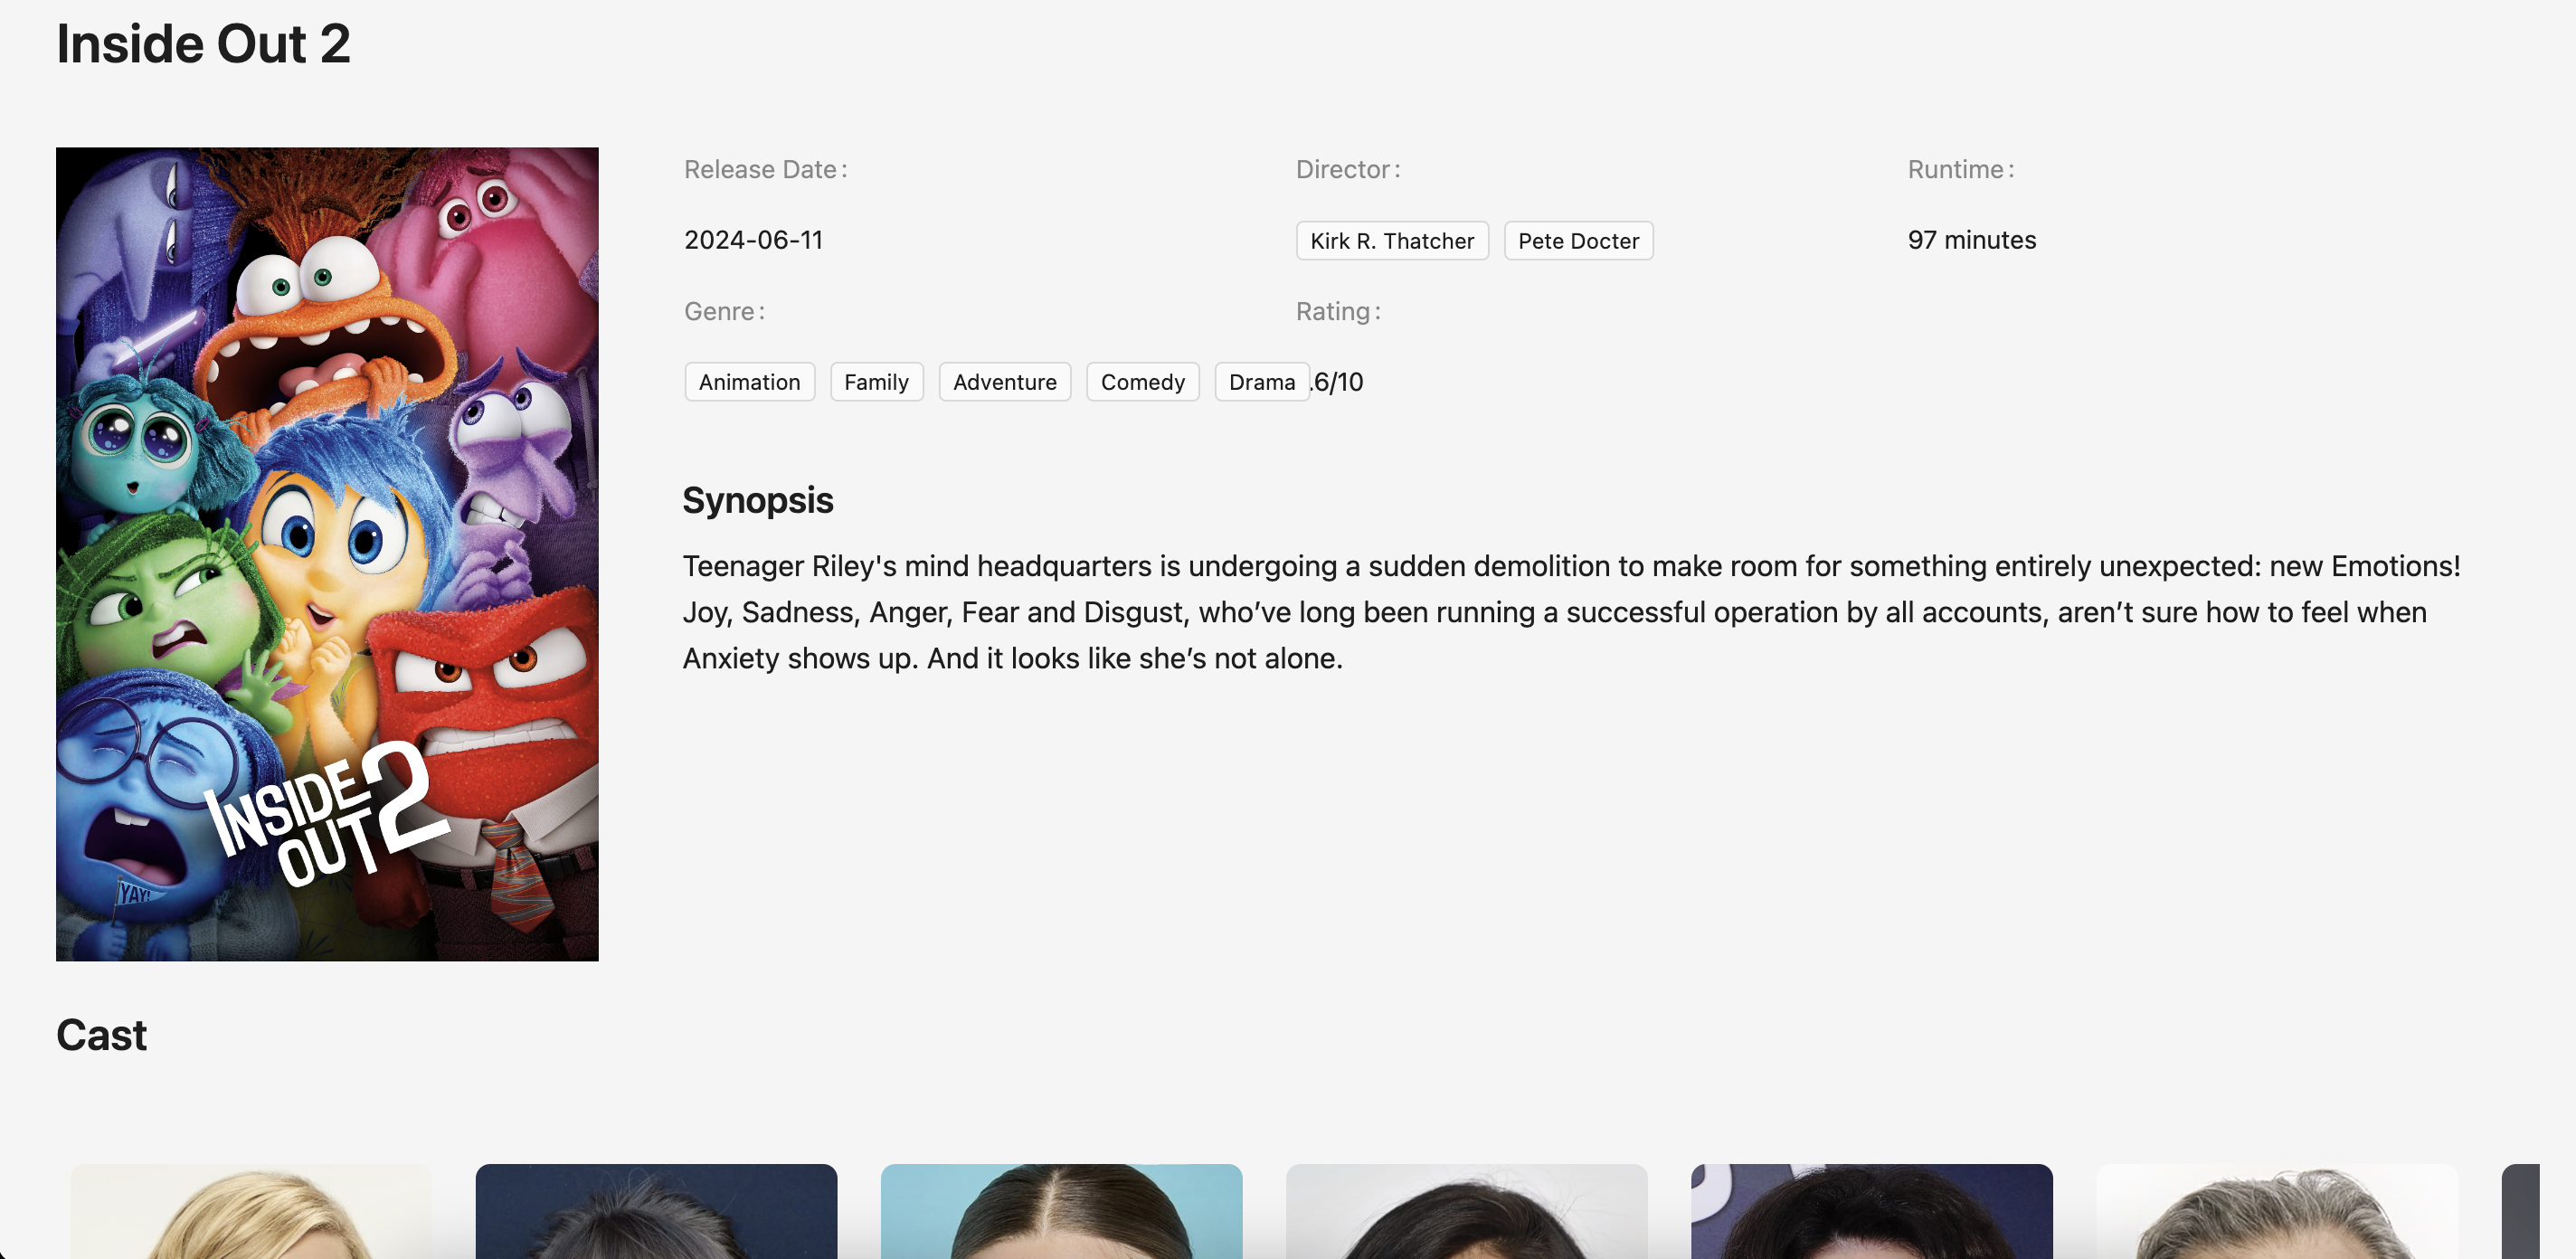 Inside Out 2
Release Date:
Director:
Runtime:
2024-06-11
Kirk R. Thatcher
Pete Docter
97 minutes
Genre:
Rating:
Animation
Family
Adventure
Comedy
Drama
.6/10
Synopsis
Teenager Riley's mind headquarters is undergoing a sudden demolition to make room for something entirely unexpected: new Emotions!
Joy, Sadness, Anger, Fear and Disgust, who’ve long been running a successful operation by all accounts, aren’t sure how to feel when
Anxiety shows up. And it looks like she’s not alone.
INSIDE
OUT 2
YAY!
Cast